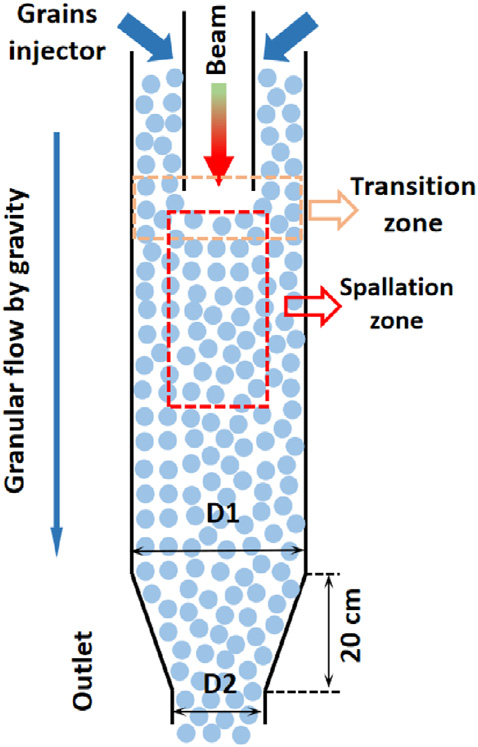 Grains
injector
Beam
Transition
zone
Spallation
zone
Granular flow by gravity
D1
20 cm
Outlet
D2